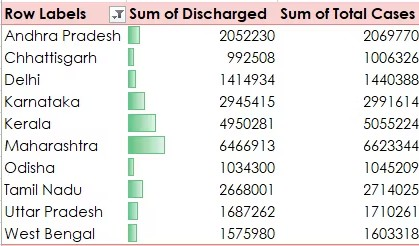 Row Labels Sum of Discharged Sum of Total Cases
Andhra Pradesh 2052230 2069770
Chhattisgarh 992508 1006326
Delhi 1414934 1440388
Karnataka 2945415 2991614
Kerala 4950281 5055224
Maharashtra 6466913 6623344
Odisha 1034300 1045209
Tamil Nadu 2668001 2714025
Uttar Pradesh 1687262 1710261
West Bengal 1575980 1603318